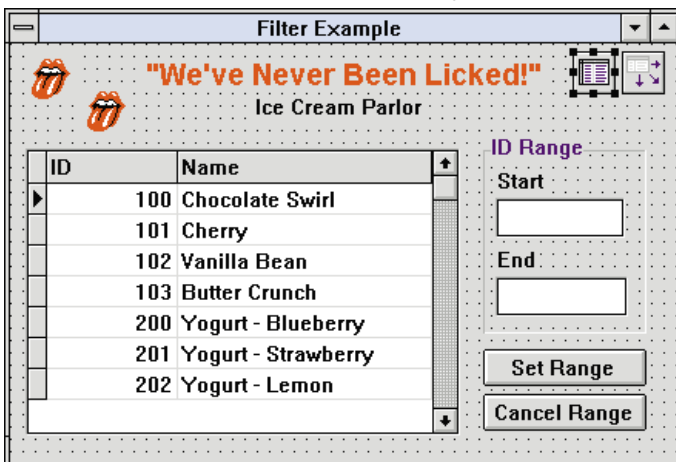 Filter Example
"We've Never Been Licked!"
Ice Cream Parlor
ID Name
100 Chocolate Swirl
101 Cherry
102 Vanilla Bean
103 Butter Crunch
200 Yogurt - Blueberry
201 Yogurt - Strawberry
202 Yogurt - Lemon
ID Range
Start
End
Set Range
Cancel Range